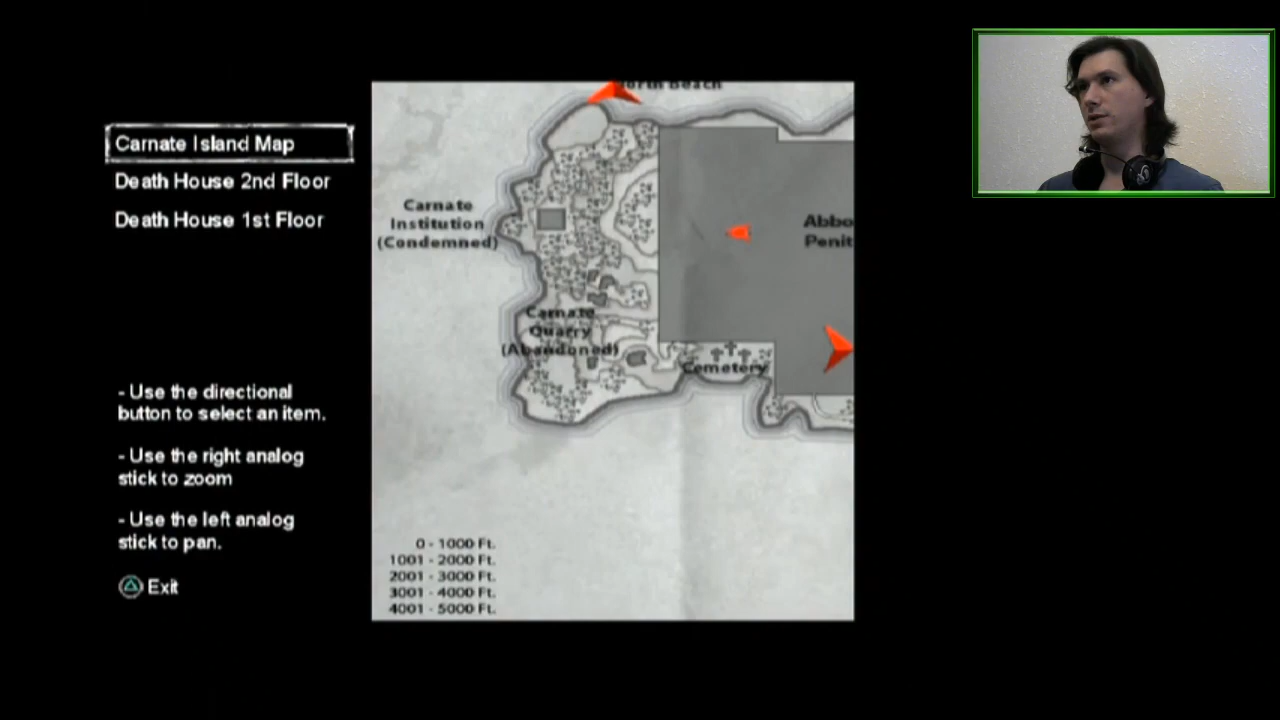 Carnate Island Map
Death House 2nd Floor
Death House 1st Floor
- Use the directional
button to select an item.
- Use the right analog
stick to zoom
- Use the left analog
stick to pan.
Exit
Beach
Carnate
Institution
(Condemned)
Abbo
Penit
Carnate
Quarry
(Abandoned)
Cemetery
0 - 1000 Ft.
1001 - 2000 Ft.
2001 - 3000 Ft.
3001 - 4000 Ft.
4001 - 5000 Ft.